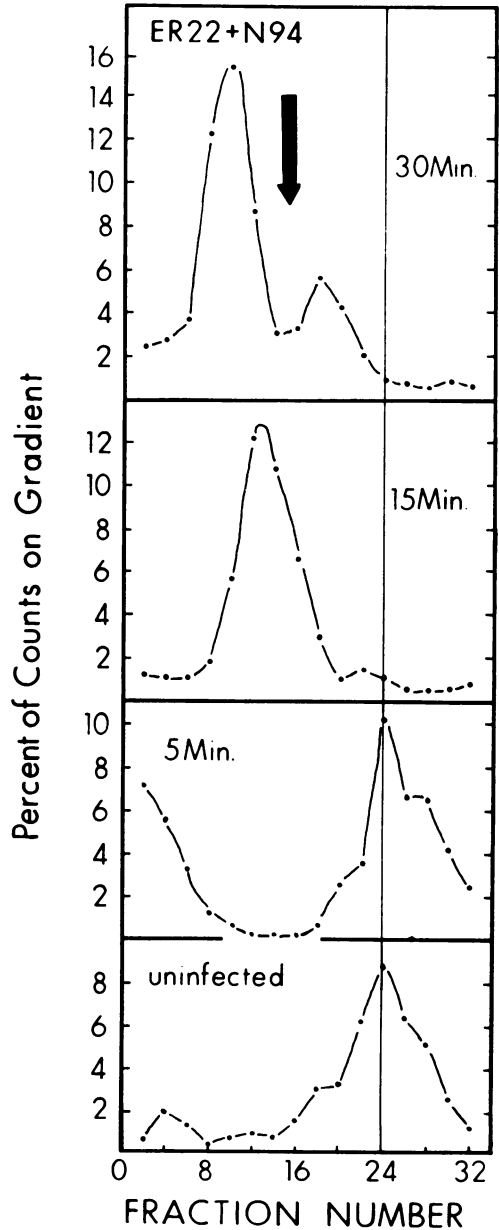 ER22+N94
16
14
12
10
8
6
4
2
30Min.
12
10
8
6
4
2
15Min.
10
8
6
4
2
5Min.
8
6
4
2
uninfected
0 8 16 24 32
FRACTION NUMBER
Percent of Counts on Gradient